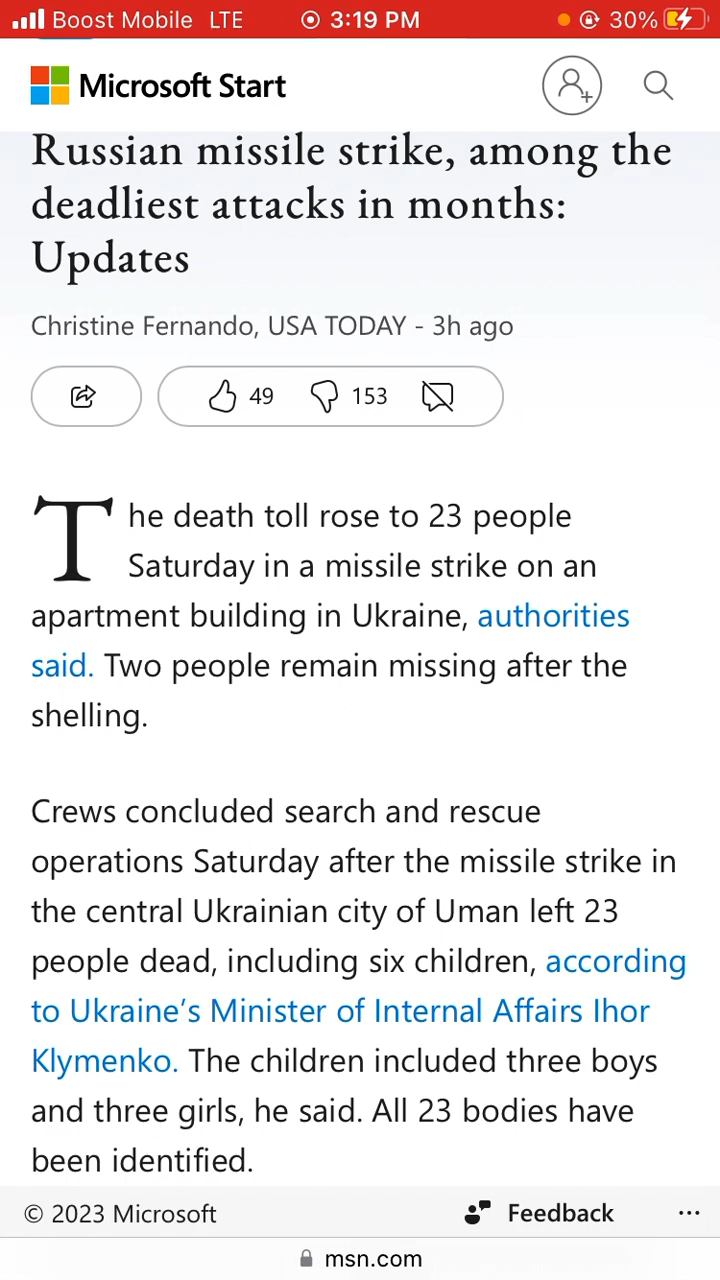 Boost Mobile LTE 3:19 PM 30%
Microsoft Start
Russian missile strike, among the
deadliest attacks in months:
Updates
Christine Fernando, USA TODAY - 3h ago
49 153
The death toll rose to 23 people
Saturday in a missile strike on an
apartment building in Ukraine, authorities
said. Two people remain missing after the
shelling.
Crews concluded search and rescue
operations Saturday after the missile strike in
the central Ukrainian city of Uman left 23
people dead, including six children, according
to Ukraine’s Minister of Internal Affairs Ihor
Klymenko. The children included three boys
and three girls, he said. All 23 bodies have
been identified.
© 2023 Microsoft Feedback ...
msn.com